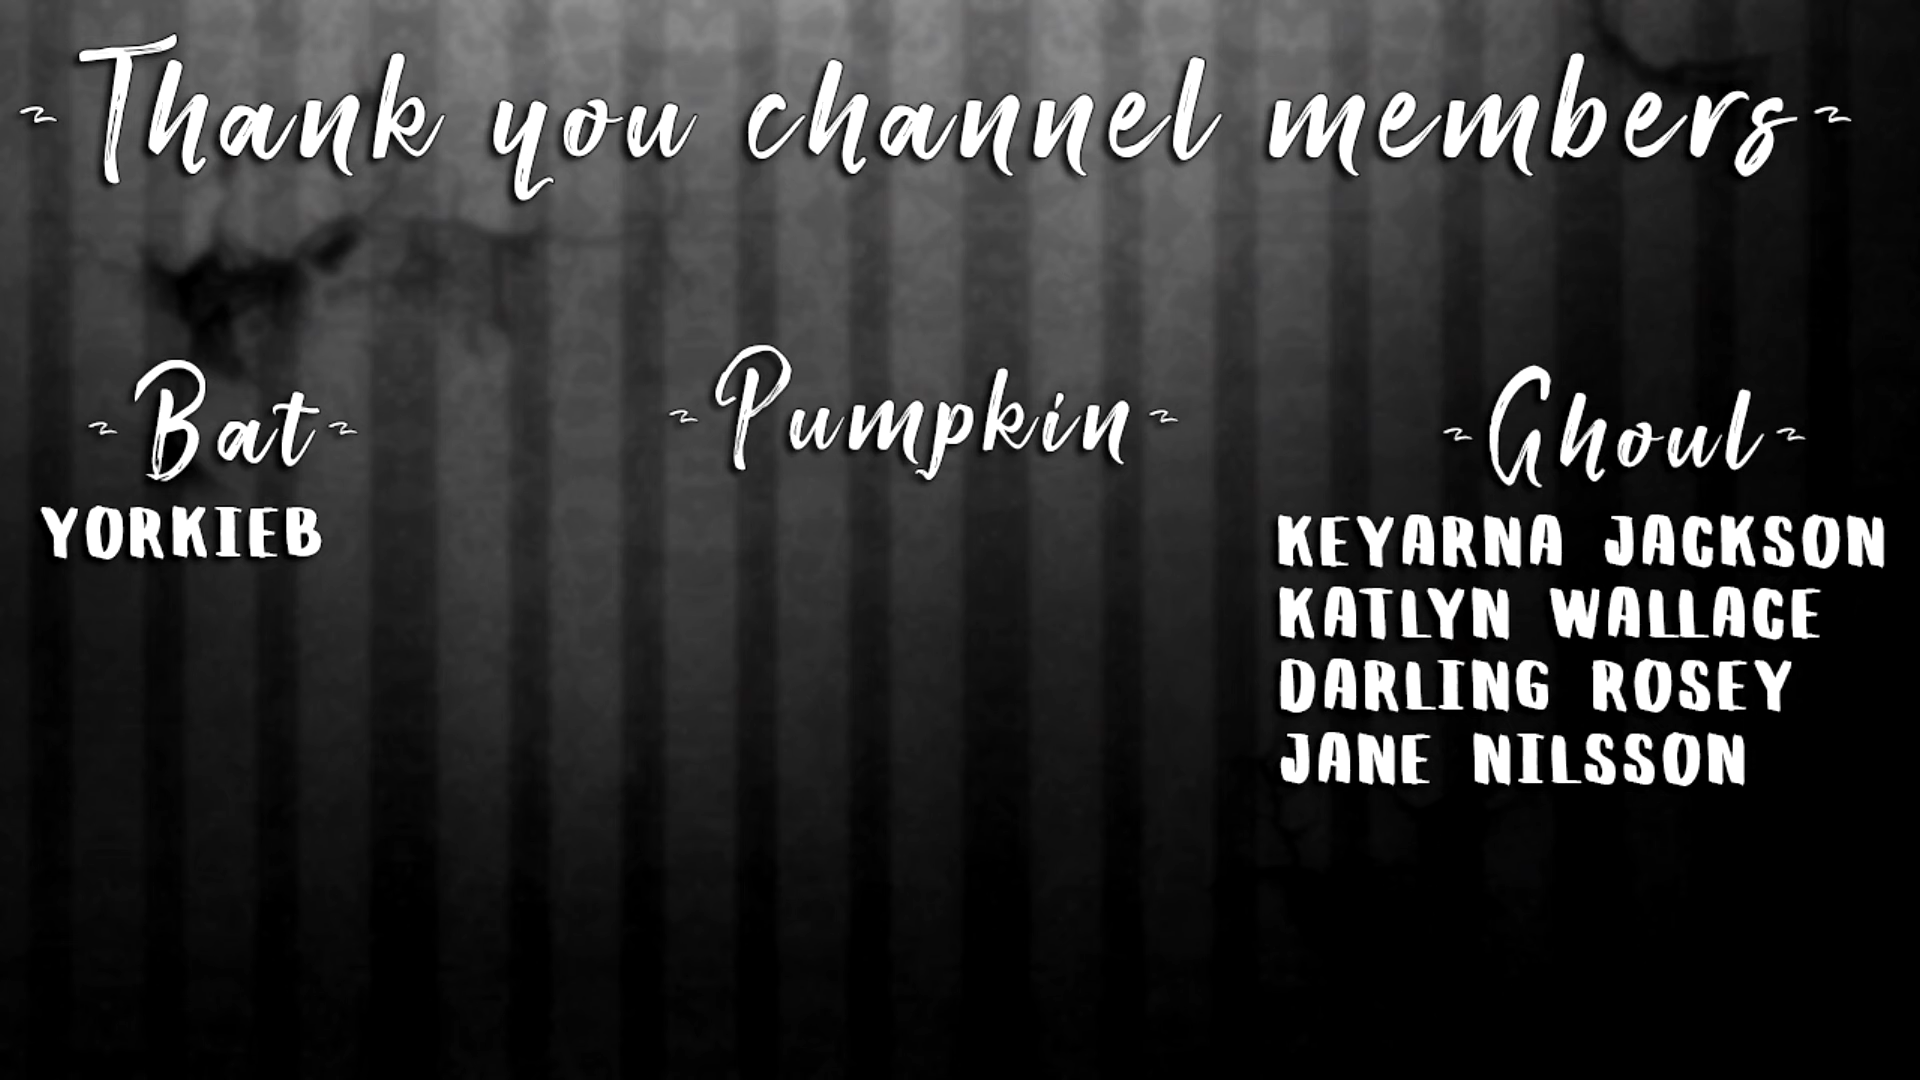 ~Thank you channel members~
~Bat~
YORKIEB
~Pumpkin~
~Ghoul~
KEYARNA JACKSON
KATLYN WALLACE
DARLING ROSEY
JANE NILSSON